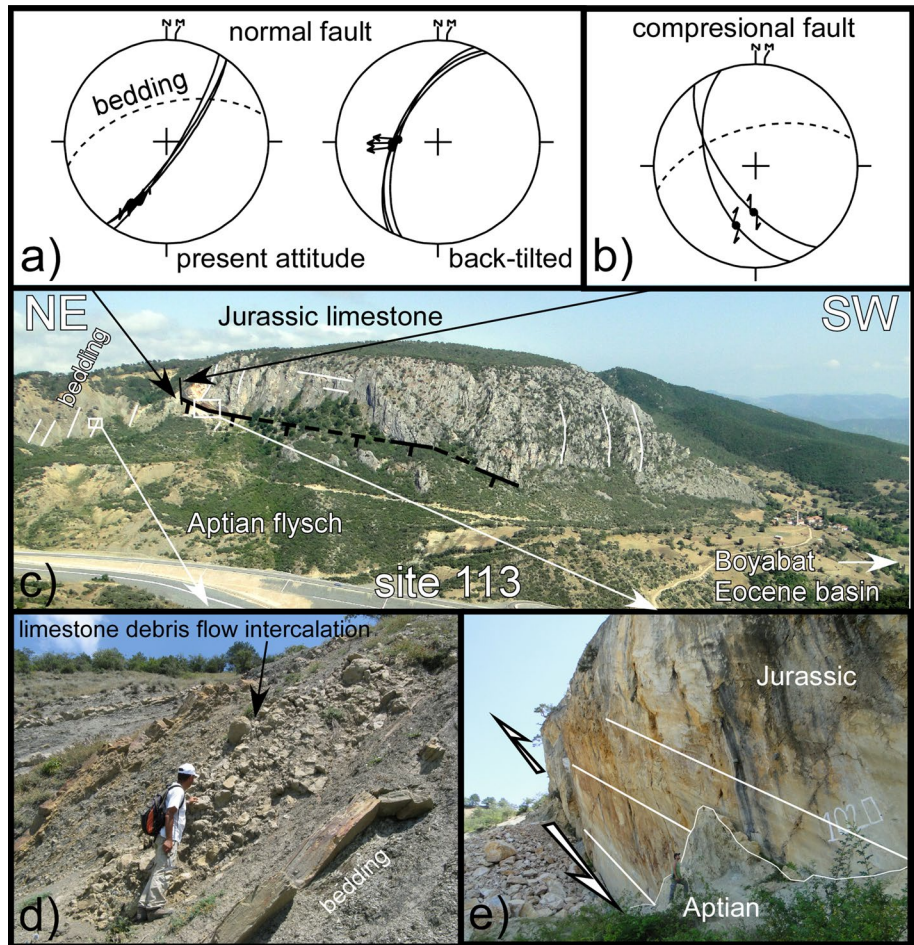 N M
normal fault
bedding
a)
present attitude
back-tilted
N M
compresional fault
N M
b)
NE
Jurassic limestone
SW
bedding
Aptian flysch
c)
site 113
Boyabat
Eocene basin
limestone debris flow intercalation
bedding
d)
Jurassic
Aptian
e)